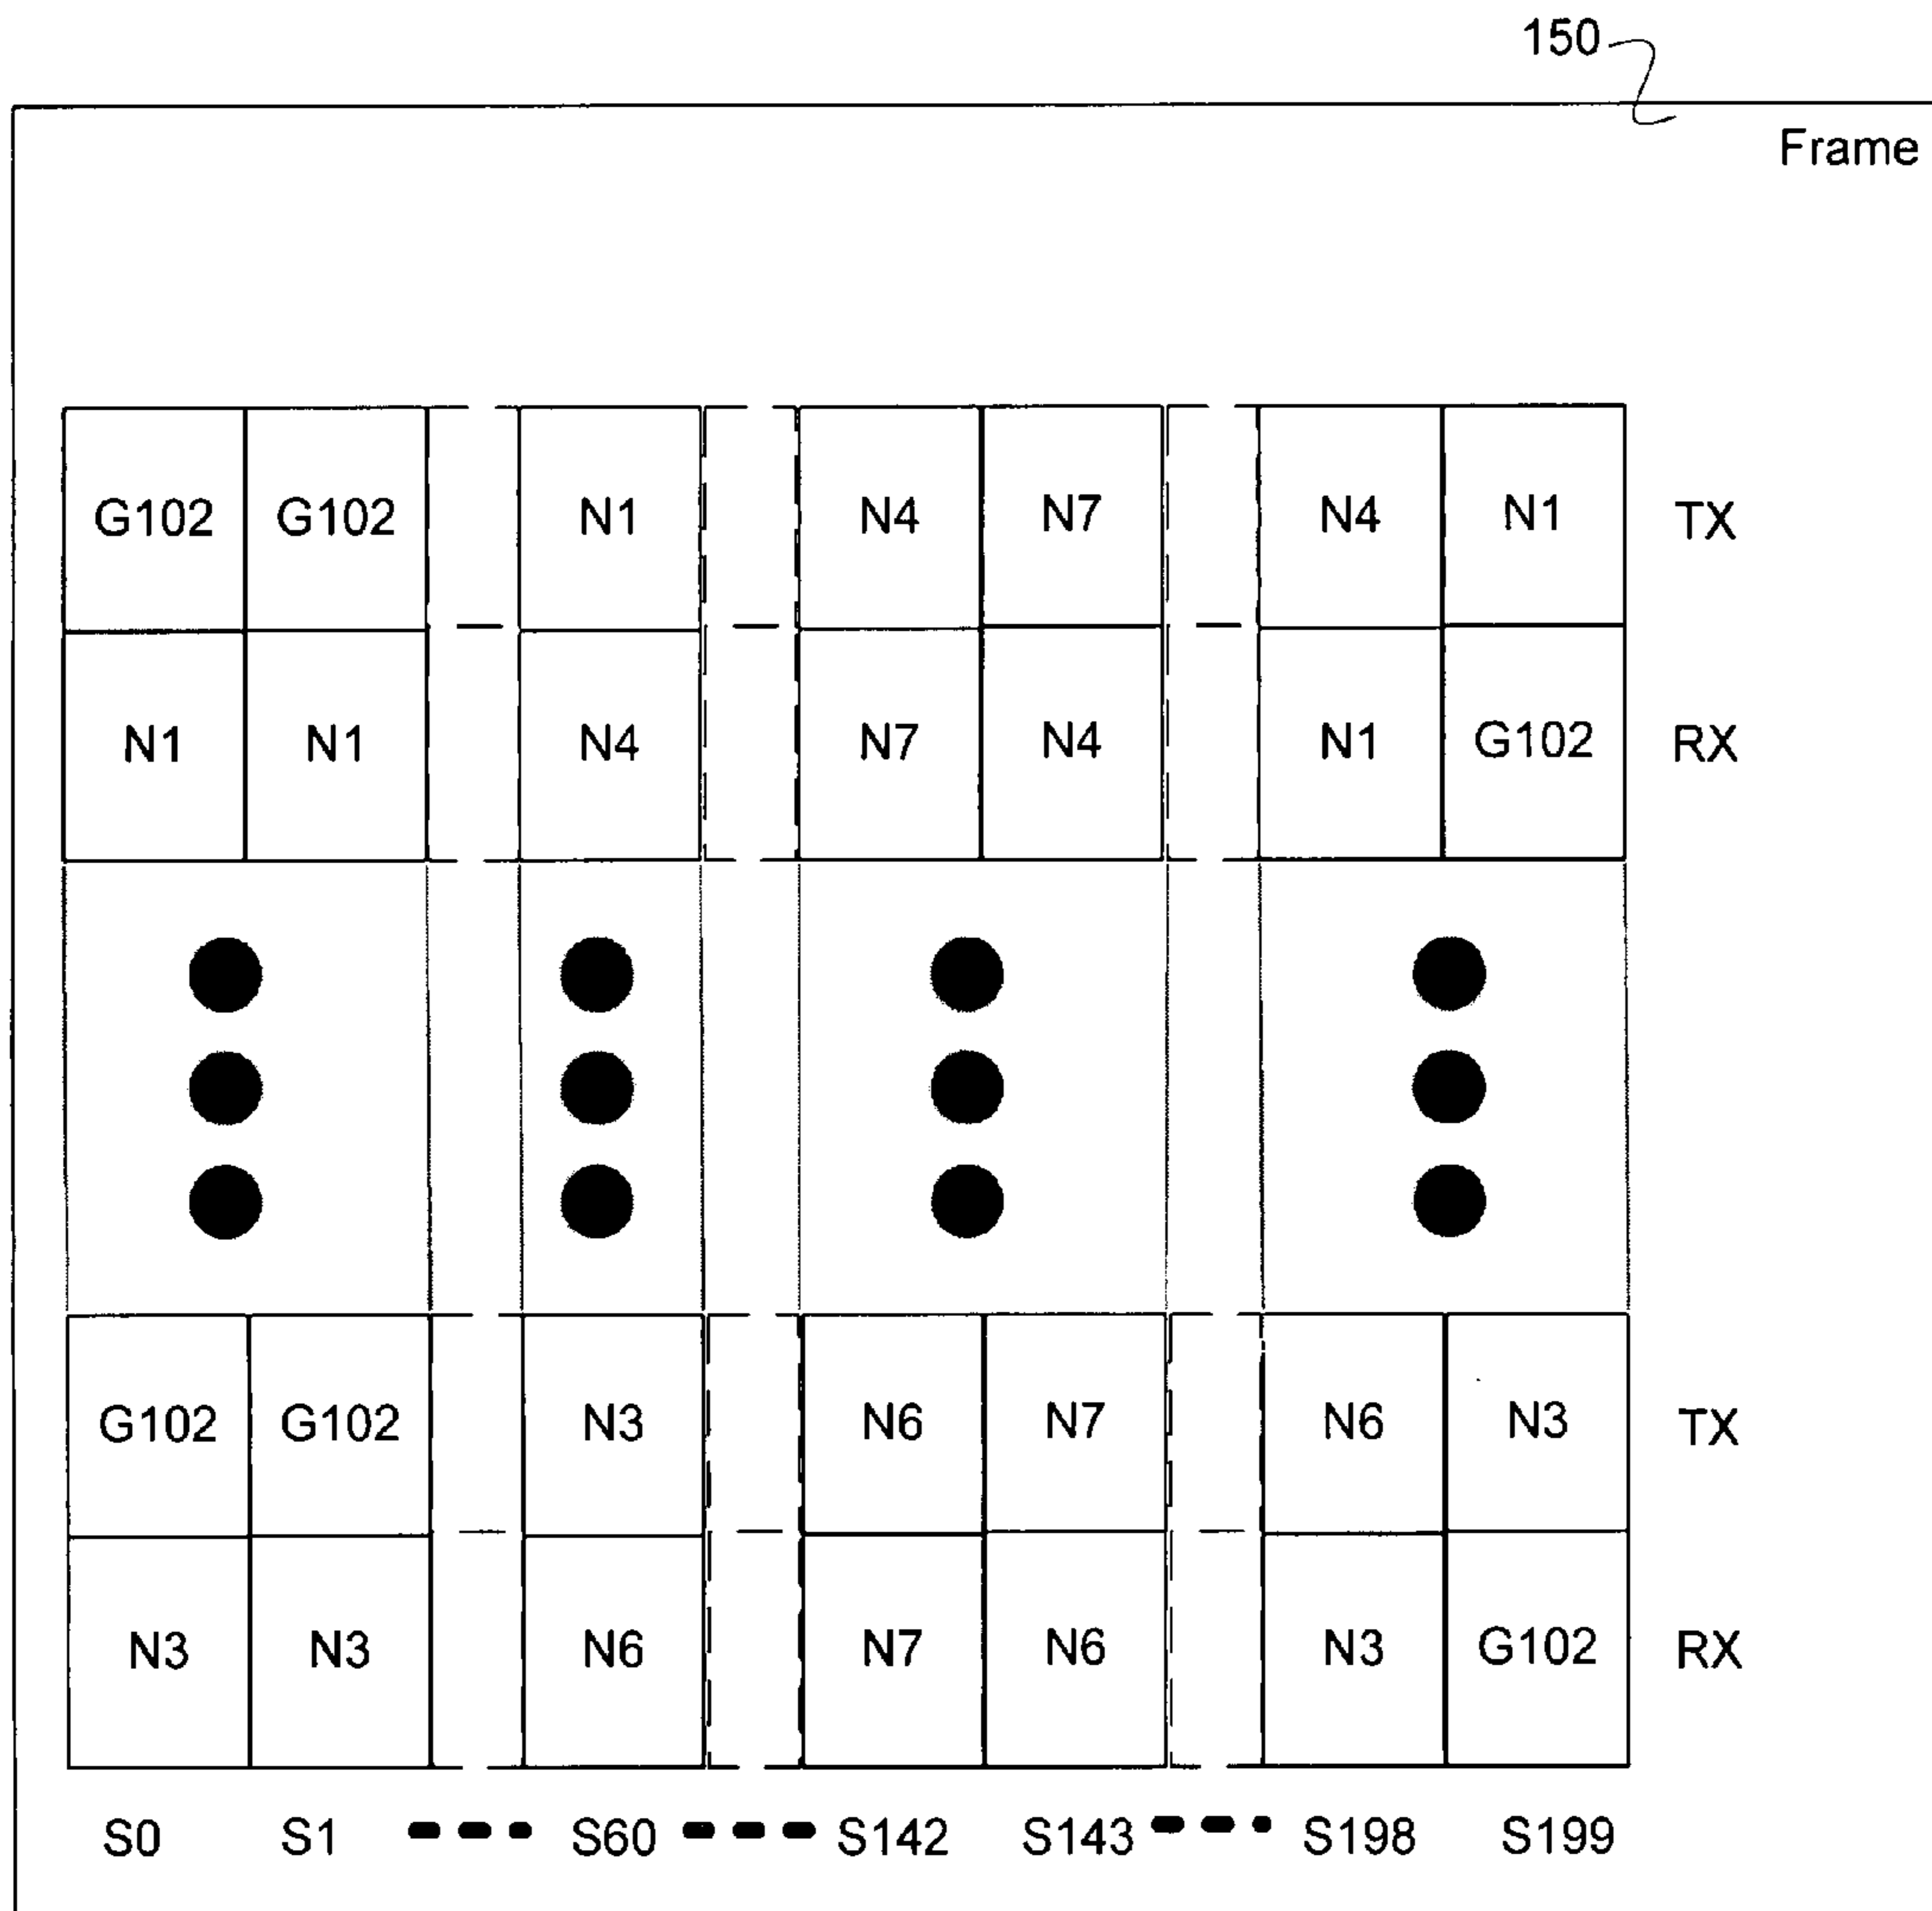 150
Frame
G102 G102 N1 N4 N7 N4 N1 TX
N1 N1 N4 N7 N4 N1 G102 RX
G102 G102 N3 N6 N7 N6 N3 TX
N3 N3 N6 N7 N6 N3 G102 RX
S0 S1 S60 S142 S143 S198 S199